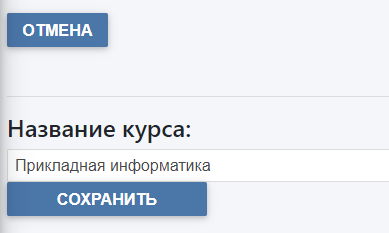 ОТМЕНА
Название курса:
Прикладная информатика
СОХРАНИТЬ